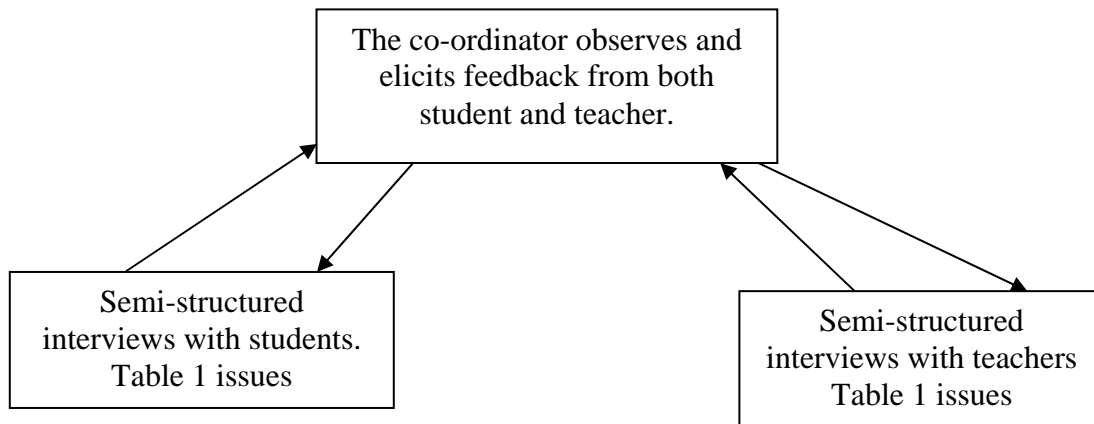 The co-ordinator observes and
elicits feedback from both
student and teacher.
Semi-structured
interviews with students.
Table 1 issues
Semi-structured
interviews with teachers
Table 1 issues